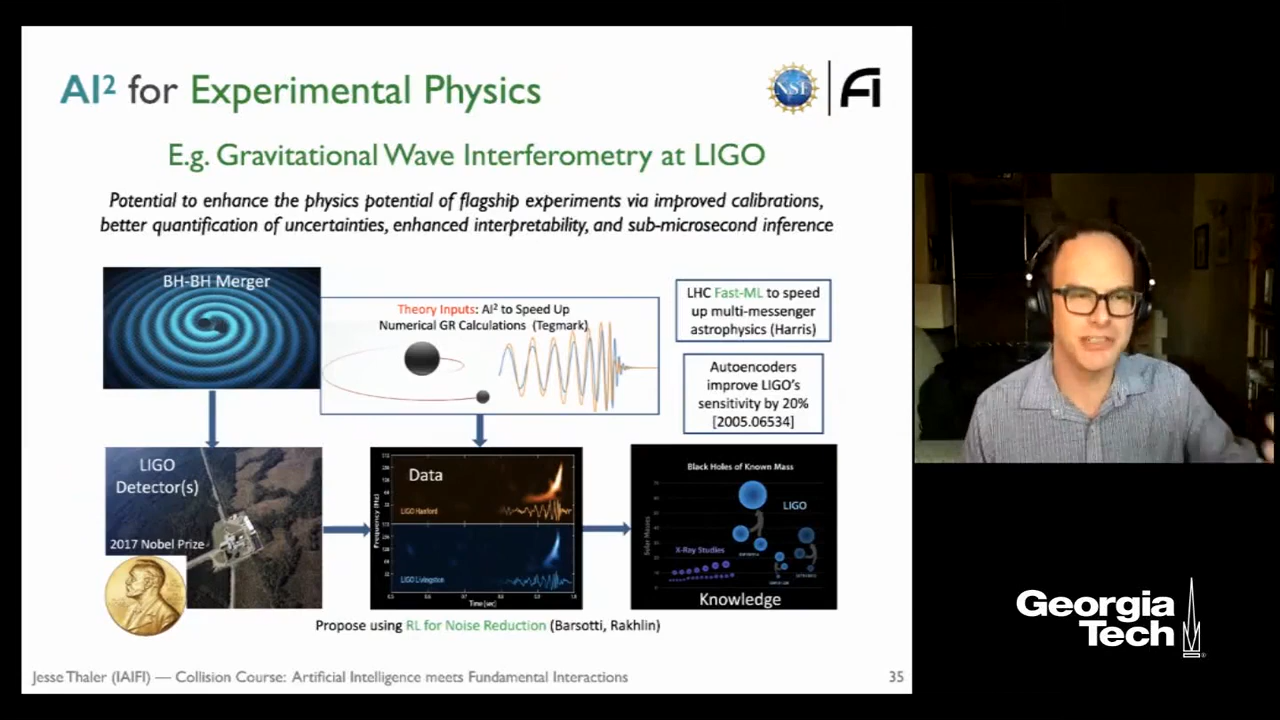 AI² for Experimental Physics
NSF
E.g. Gravitational Wave Interferometry at LIGO
Potential to enhance the physics potential of flagship experiments via improved calibrations,
better quantification of uncertainties, enhanced interpretability, and sub-microsecond inference
BH-BH Merger
Theory Inputs: AI² to Speed Up
Numerical GR Calculations (Tegmark)
LHC Fast-ML to speed
up multi-messenger
astrophysics (Harris)
Autoencoders
improve LIGO's
sensitivity by 20%
[2005.06534]
LIGO
Detector(s)
2017 Nobel Prize
Data
Frequency (Hz)
LIGO Hanford
LIGO Livingston
Time [sec]
Black Holes of Known Mass
LIGO
X-Ray Studies
Solar Masses
Knowledge
Propose using RL for Noise Reduction (Barsotti, Rakhlin)
Jesse Thaler (IAIFI) — Collision Course: Artificial Intelligence meets Fundamental Interactions
35
Georgia
Tech